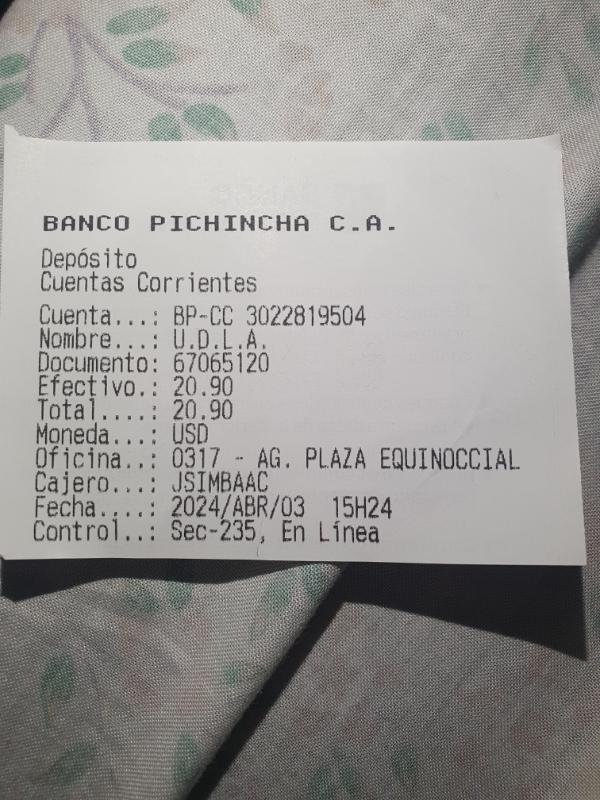 BANCO PICHINCHA C.A.
Depósito
Cuentas Corrientes
Cuenta...: BP-CC 3022819504
Nombre...: U.D.L.A.
Documento: 67065120
Efectivo.: 20.90
Total....: 20.90
Moneda...: USD
Oficina..: 0317 - AG. PLAZA EQUINOCCIAL
Cajero...: JSIMBAAC
Fecha....: 2024/ABR/03 15H24
Control..: Sec-235, En Línea